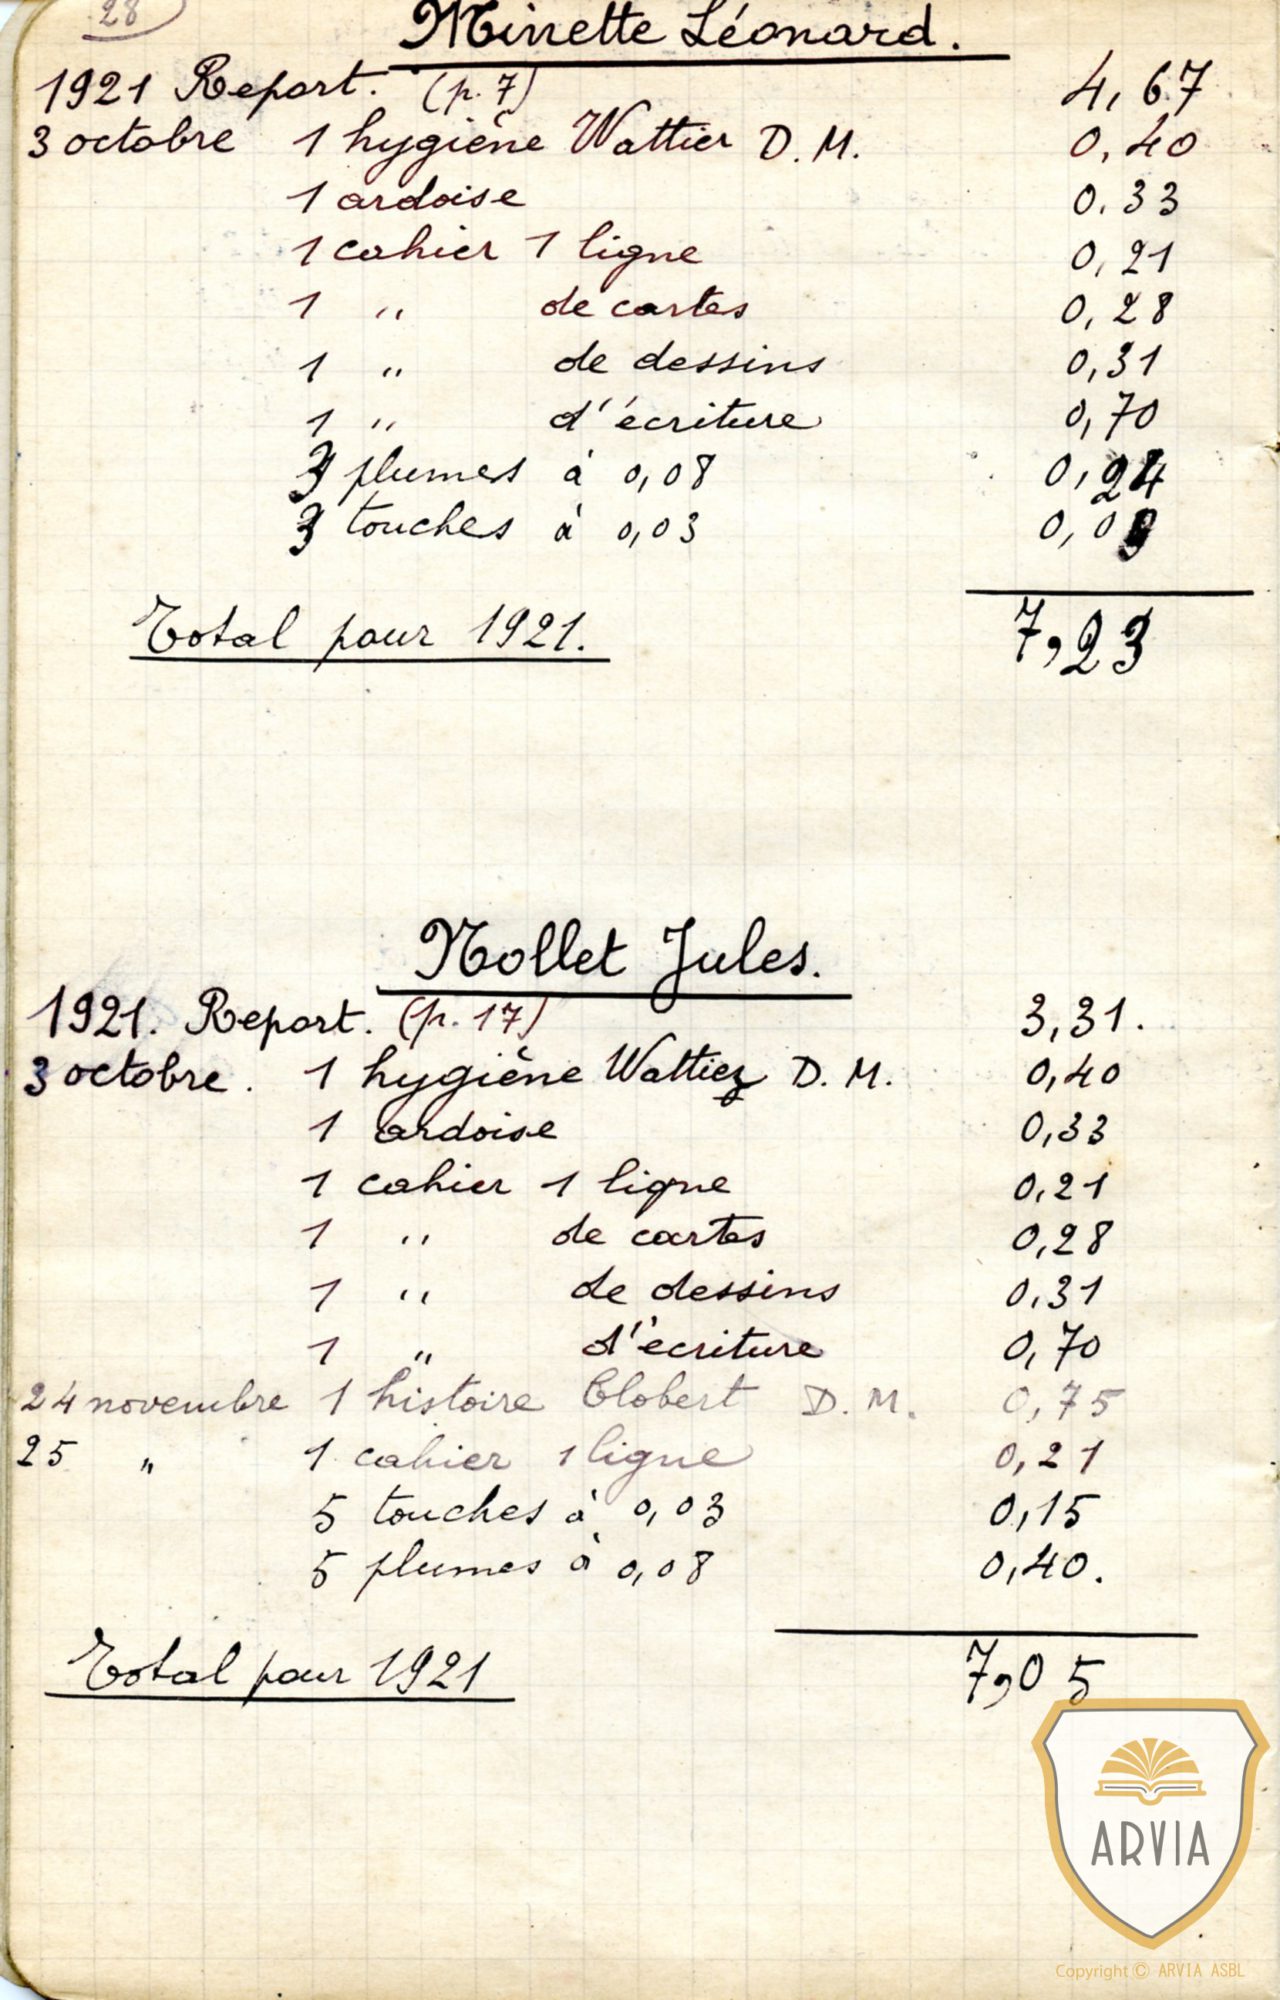 28
Minette Léonard.
1921 Report. (p. 7) 4,67
3 octobre 1 hygiène Wattier D. M. 0,40
1 ardoise 0.33
1 cahier 1 ligne 0,21
1 " de cartes 0,28
1 " de dessins 0,31
1 " d'écriture 0,70
3 plumes à 0,08 0,24
3 touches à 0,03 0,09
Total pour 1921. 7,23
Mollet Jules.
1921. Report. (p. 17) 3,31.
3 octobre. 1 hygiène Wattiez D. M. 0,40
1 ardoise 0,33
1 cahier 1 ligne 0,21
1 " de cartes 0,28
1 " de dessins 0,31
1 " d'écriture 0,70
24 novembre 1 histoire Clobert D. M. 0,75
25 " 1 cahier 1 ligne 0,21
5 touches à 0,03 0,15
5 plumes à 0,08 0,40.
Total pour 1921 7,05
ARVIA
Copyright © ARVIA ASBL